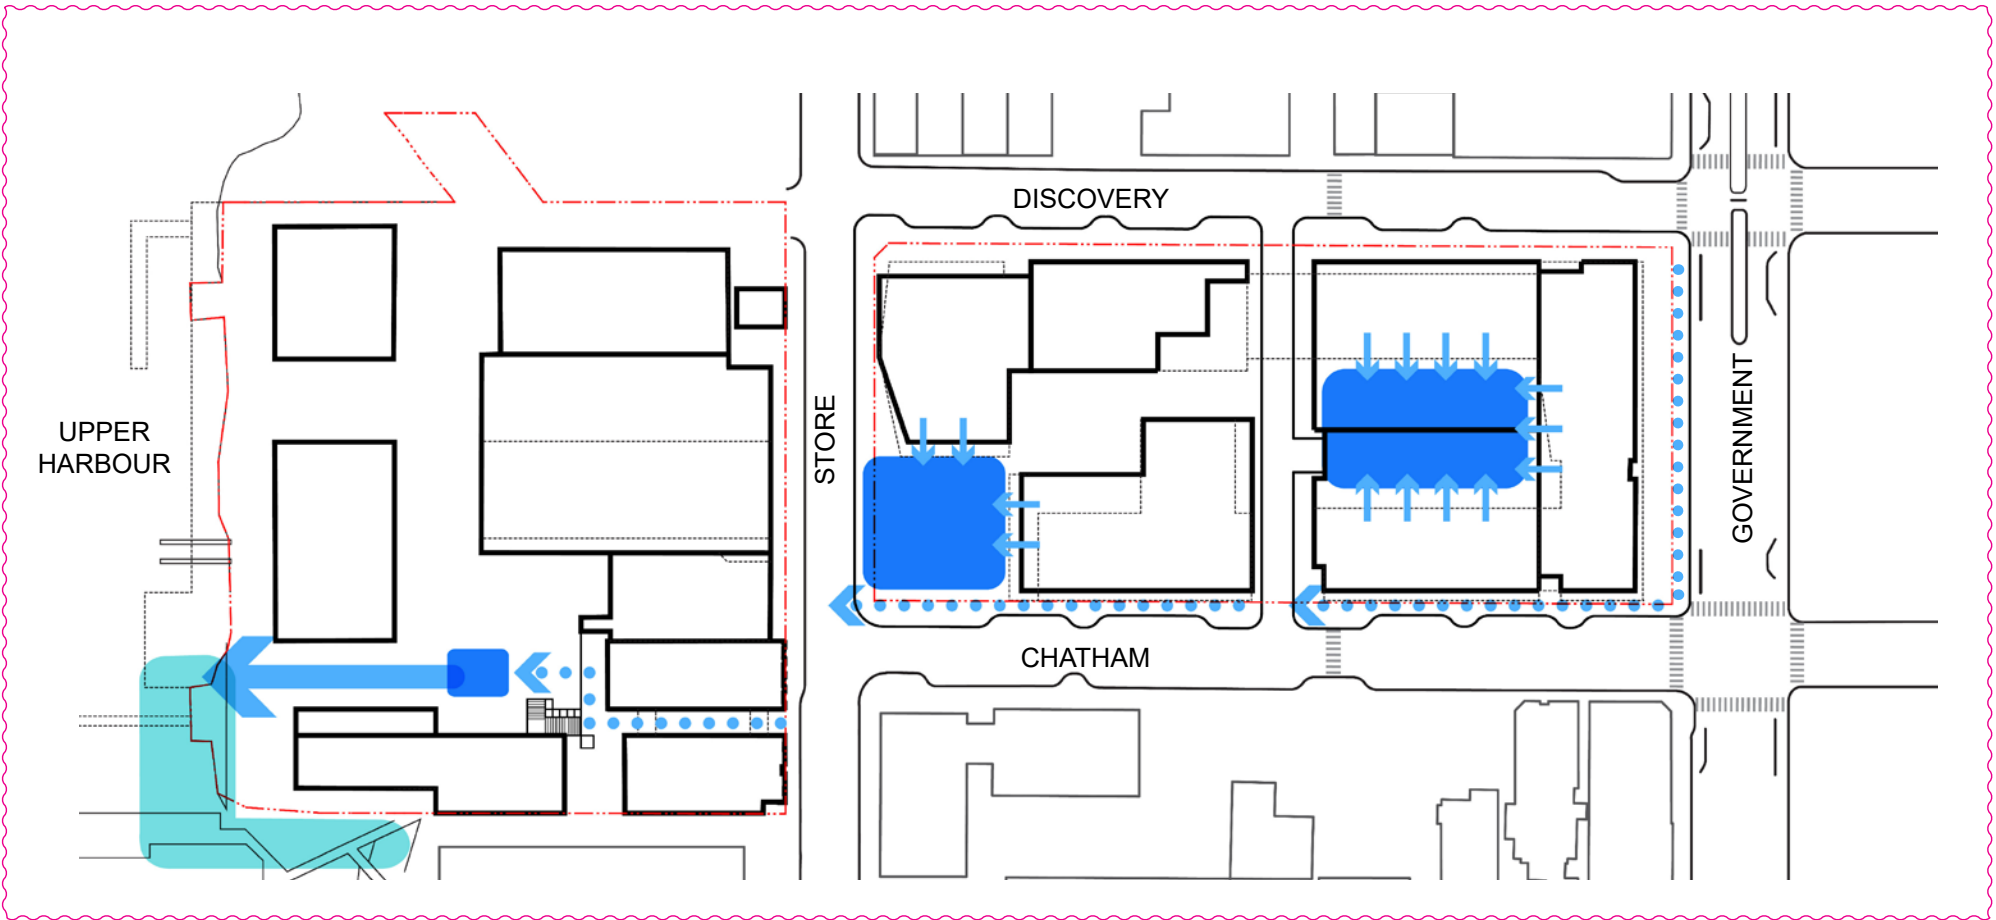 DISCOVERY
UPPER
HARBOUR
STORE
GOVERNMENT
CHATHAM